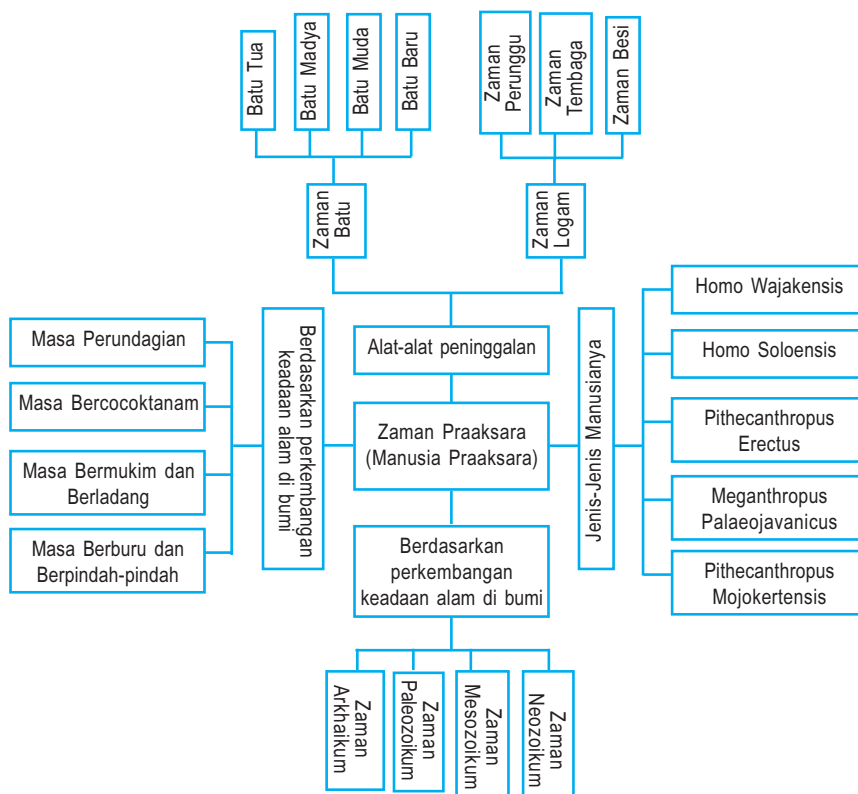 Batu Tua
Batu Madya
Batu Muda
Batu Baru
Zaman
Perunggu
Zaman
Tembaga
Zaman Besi
Zaman
Batu
Zaman
Logam
Alat-alat peninggalan
Masa Perundagian
Masa Bercocoktanam
Masa Bermukim dan
Berladang
Masa Berburu dan
Berpindah-pindah
Berdasarkan perkembangan
keadaan alam di bumi
Zaman Praaksara
(Manusia Praaksara)
Jenis-Jenis Manusianya
Homo Wajakensis
Homo Soloensis
Pithecanthropus
Erectus
Meganthropus
Palaeojavanicus
Pithecanthropus
Mojokertensis
Berdasarkan
perkembangan
keadaan alam di bumi
Zaman
Arkhaikum
Zaman
Paleozoikum
Zaman
Mesozoikum
Zaman
Neozoikum